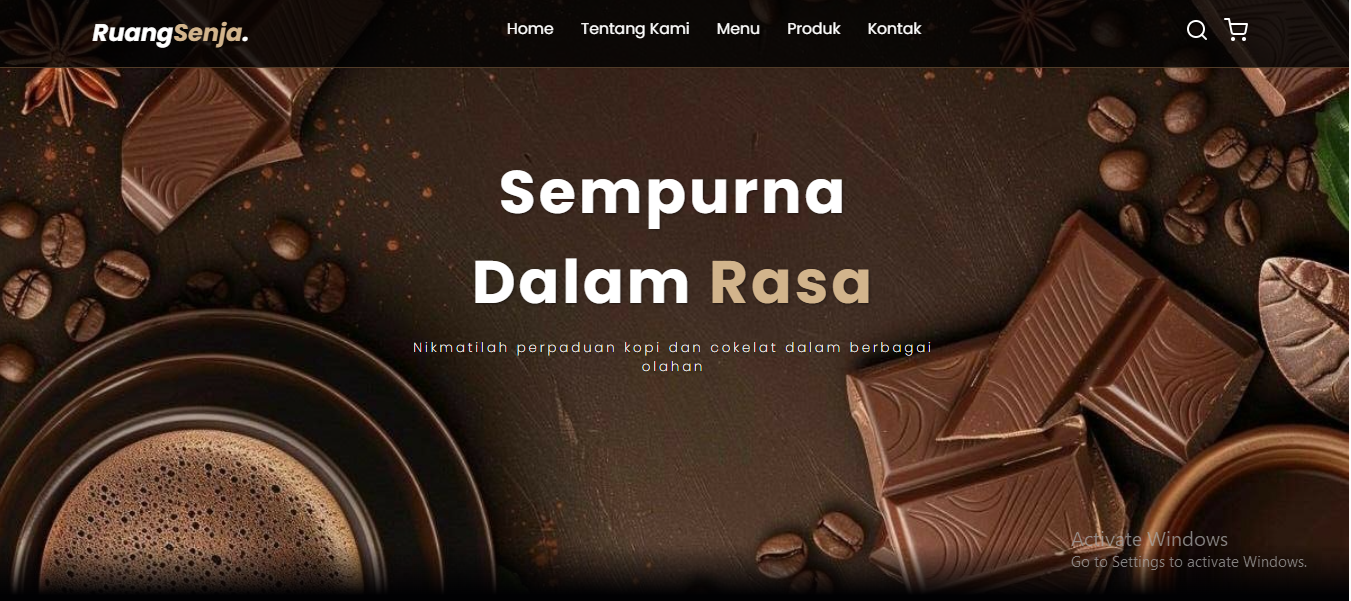 RuangSenja.
Home Tentang Kami Menu Produk Kontak
Sempurna
Dalam Rasa
Nikmatilah perpaduan kopi dan cokelat dalam berbagai
olahan
Activate Windows
Go to Settings to activate Windows.